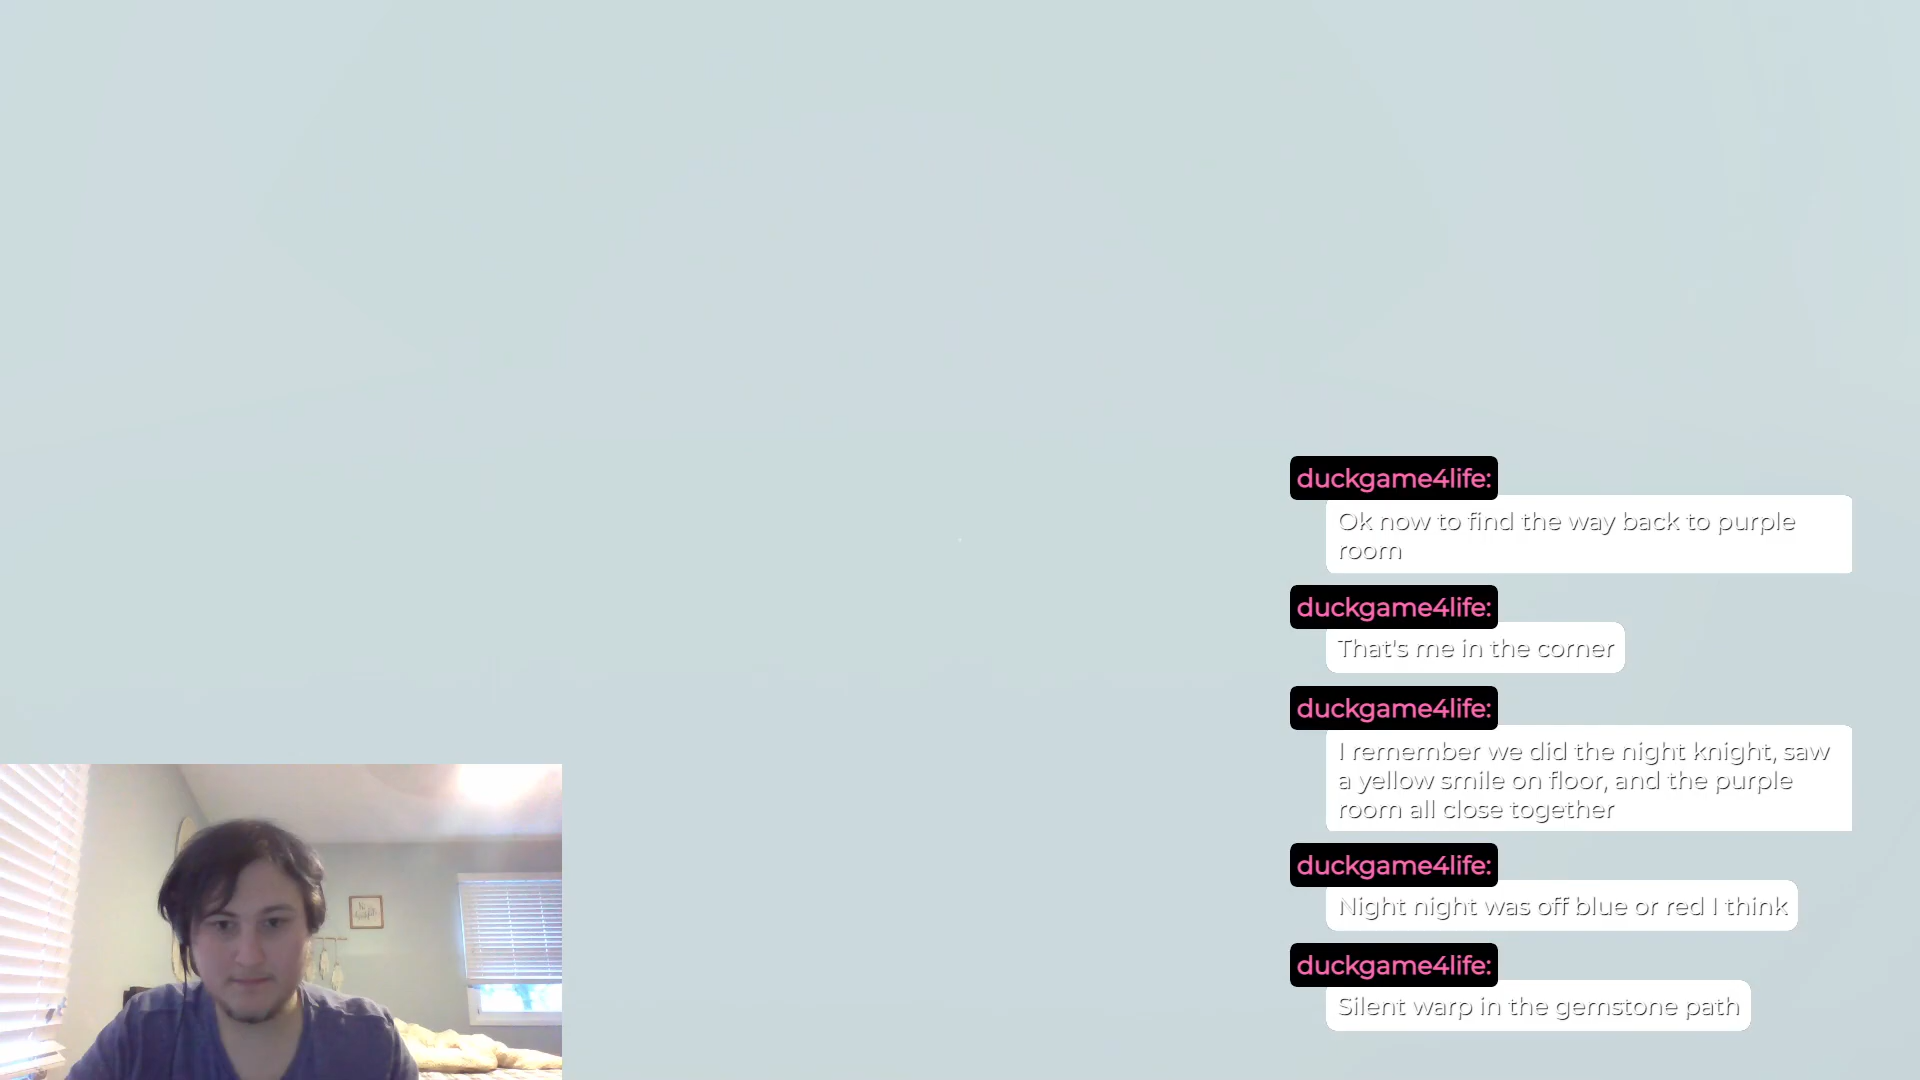 duckgame4life:
Ok now to find the way back to purple
room
duckgame4life:
That's me in the corner
duckgame4life:
I remember we did the night knight, saw
a yellow smile on floor, and the purple
room all close together
duckgame4life:
Night night was off blue or red I think
duckgame4life:
Silent warp in the gemstone path